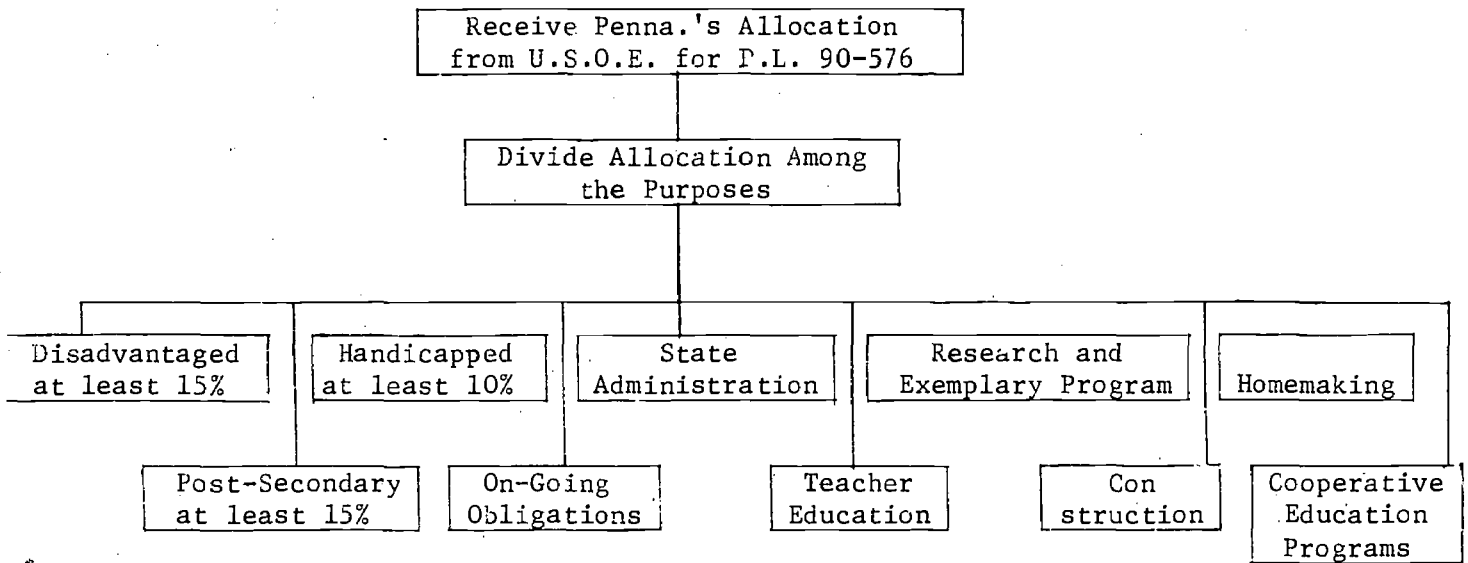 Receive Penna.'s Allocation
from U.S.O.E. for P.L. 90-576
Divide Allocation Among
the Purposes
Disadvantaged
at least 15%
Handicapped
at least 10%
State
Administration
Research and
Exemplary Program
Homemaking
Post-Secondary
at least 15%
On-Going
Obligations
Teacher
Education
Con
struction
Cooperative
Education
Programs